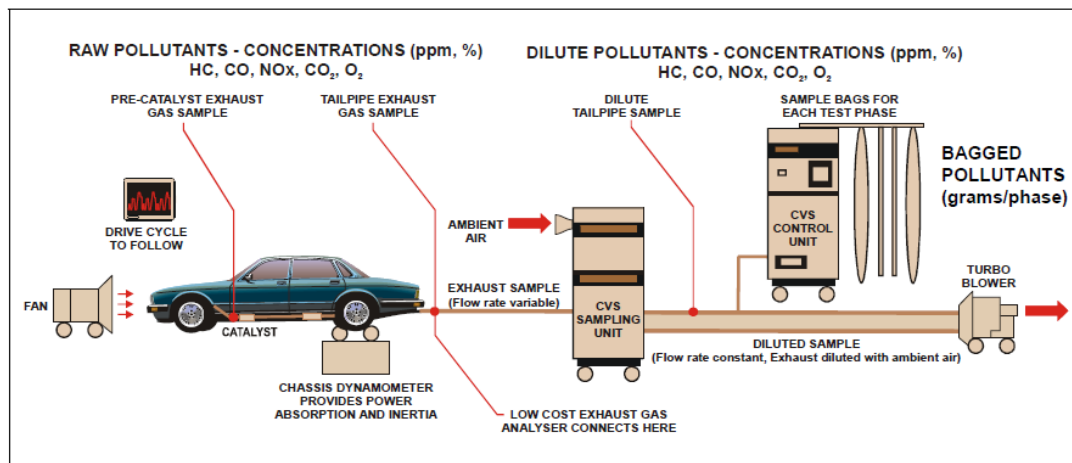 RAW POLLUTANTS - CONCENTRATIONS (ppm, %)
HC, CO, NOx, CO₂, O₂
DILUTE POLLUTANTS - CONCENTRATIONS (ppm, %)
HC, CO, NOx, CO₂, O₂
PRE-CATALYST EXHAUST
GAS SAMPLE
TAILPIPE EXHAUST
GAS SAMPLE
DILUTE
TAILPIPE SAMPLE
SAMPLE BAGS FOR
EACH TEST PHASE
BAGGED
POLLUTANTS
(grams/phase)
DRIVE CYCLE
TO FOLLOW
AMBIENT
AIR
CVS
CONTROL
UNIT
FAN
CATALYST
EXHAUST SAMPLE
(Flow rate variable)
CVS
SAMPLING
UNIT
TURBO
BLOWER
DILUTED SAMPLE
(Flow rate constant, Exhaust diluted with ambient air)
CHASSIS DYNAMOMETER
PROVIDES POWER
ABSORPTION AND INERTIA
LOW COST EXHAUST GAS
ANALYSER CONNECTS HERE